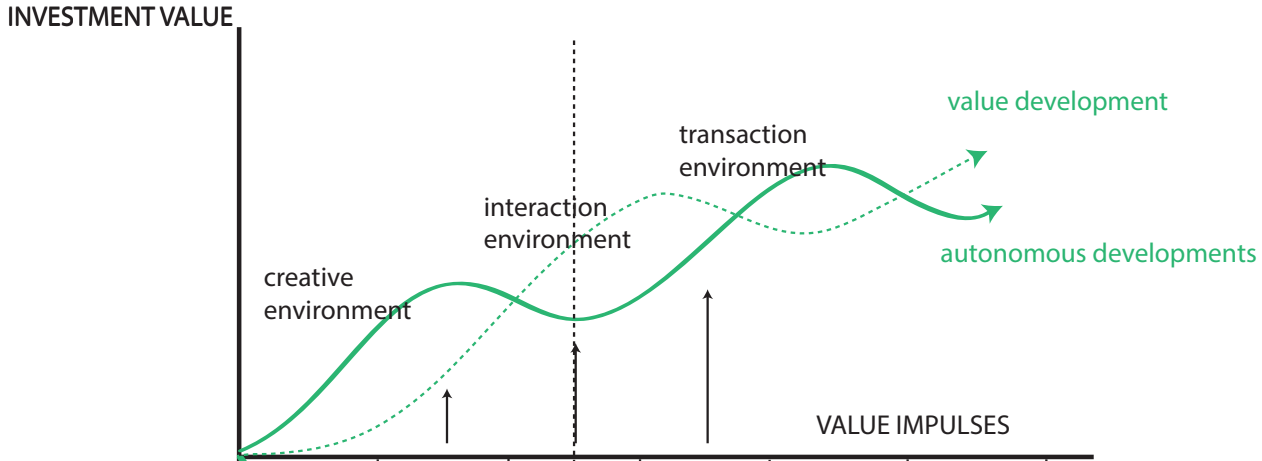 INVESTMENT VALUE
value development
transaction
environment
interaction
environment
autonomous developments
creative
environment
VALUE IMPULSES